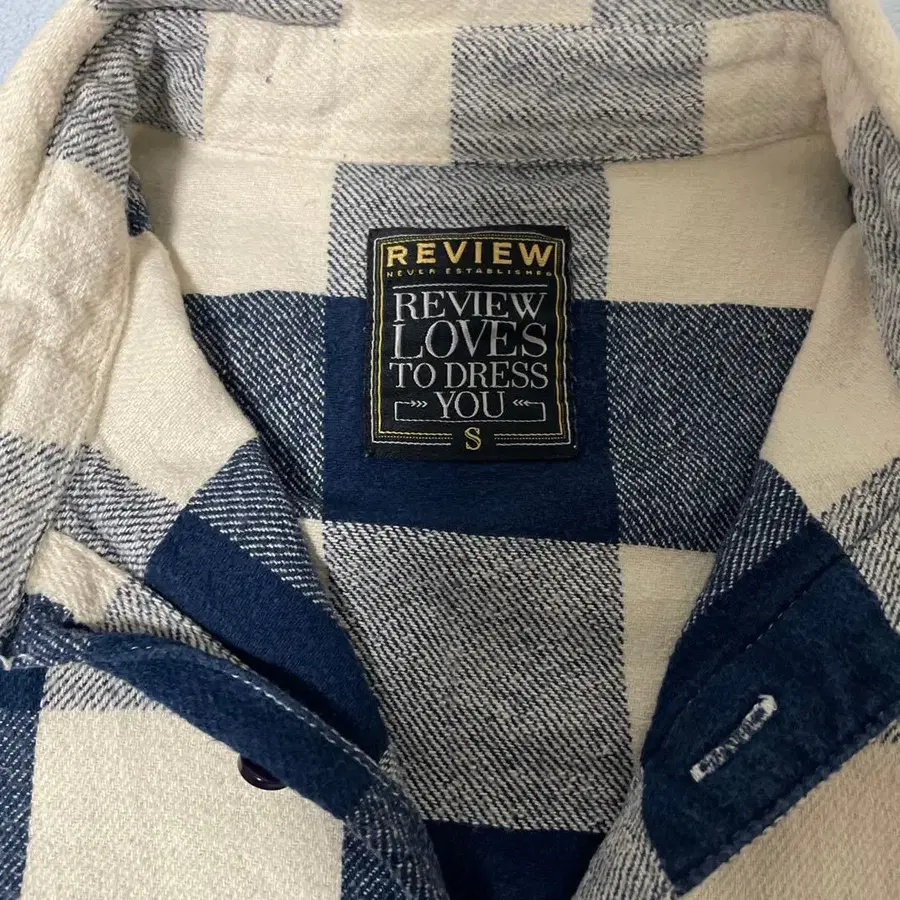 REVIEW
NEVER ESTABLISHED
REVIEW
LOVES
TO DRESS
YOU
S